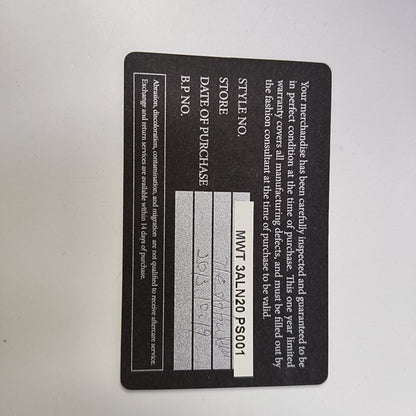 Your merchandise has been carefully inspected and guaranteed to be
in perfect condition at the time of purchase. This one year limited
warranty covers all manufacturing defects, and must be filled out by
the fashion consultant at the time of purchase to be valid.
STYLE NO. MWT 3ALN20 PS001
STORE
DATE OF PURCHASE
B.P NO.
Abrasion, discoloration, contamination, and migration are not qualified to receive aftercare service.
Exchange and return services are available within 14 days of purchase.